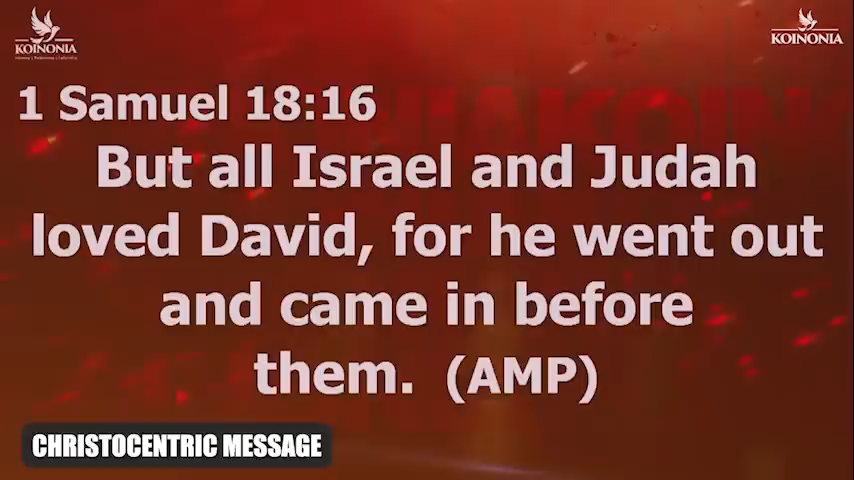 KOINONIA
KOINONIA
1 Samuel 18:16
But all Israel and Judah
loved David, for he went out
and came in before
them. (AMP)
CHRISTOCENTRIC MESSAGE